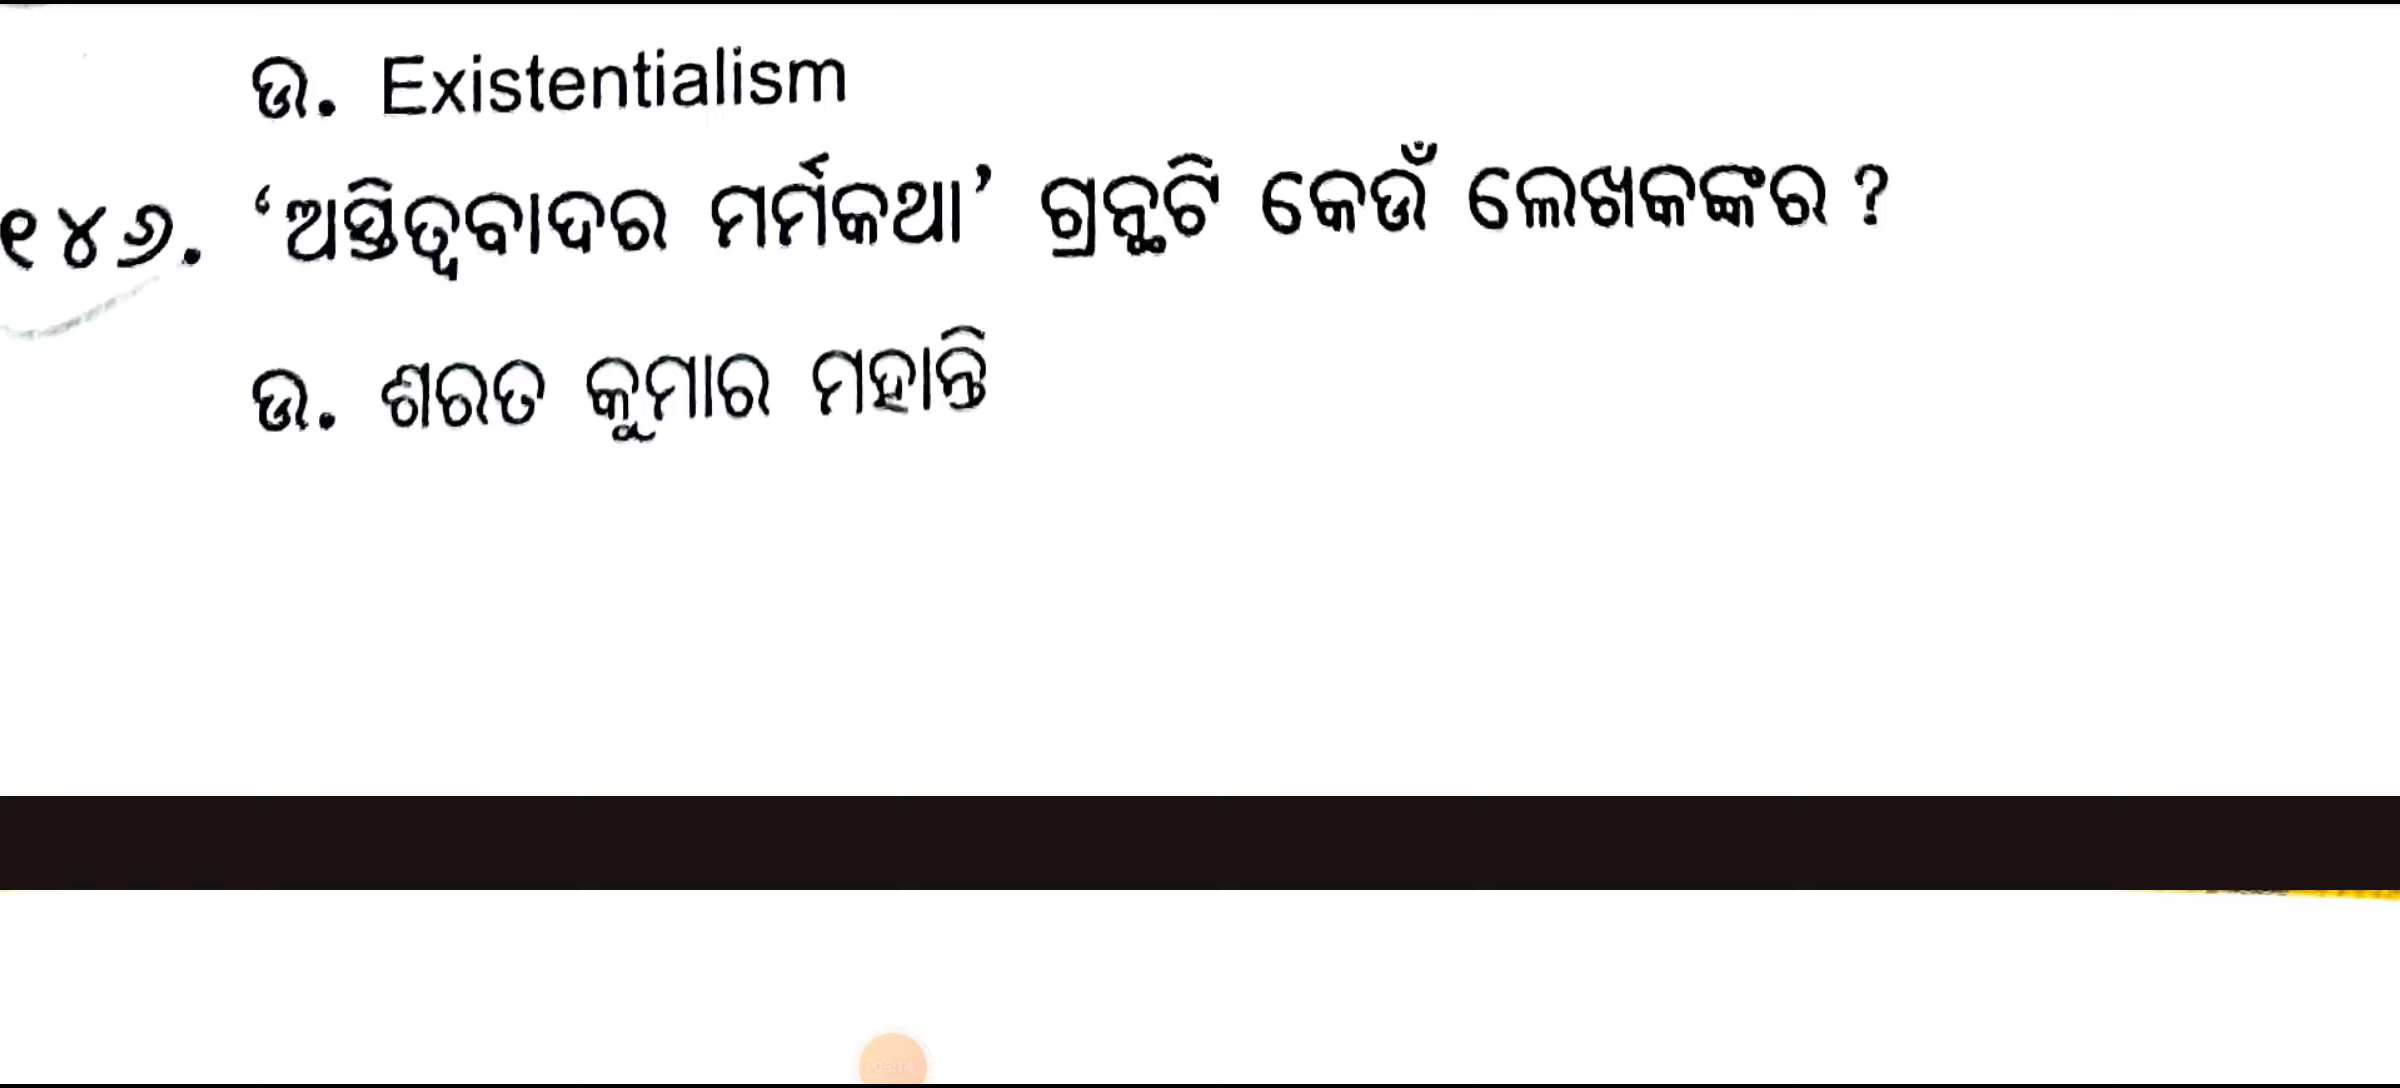 ଉ. Existentialism
୧୪୬. ‘ଅସ୍ତିତ୍ୱବାଦର ମର୍ମକଥା’ ଗ୍ରନ୍ଥଟି କେଉଁ ଲେଖକଙ୍କର ?
ଉ. ଶରତ କୁମାର ମହାନ୍ତି